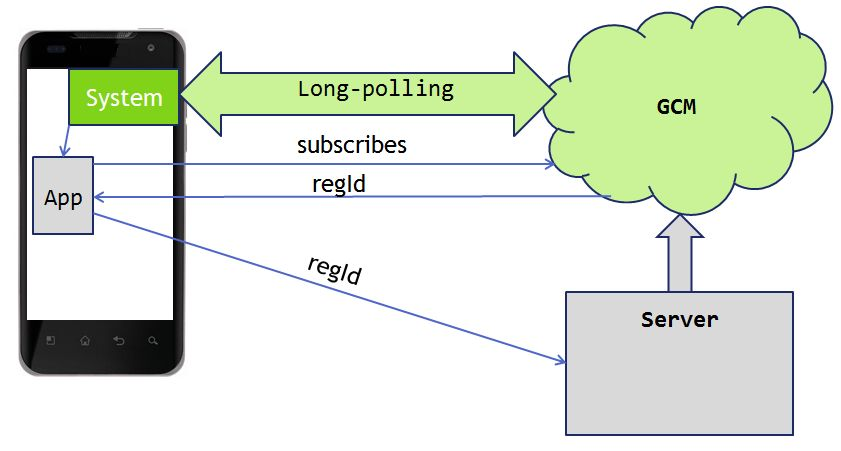 System
Long-polling
GCM
subscribes
App
regId
regId
Server